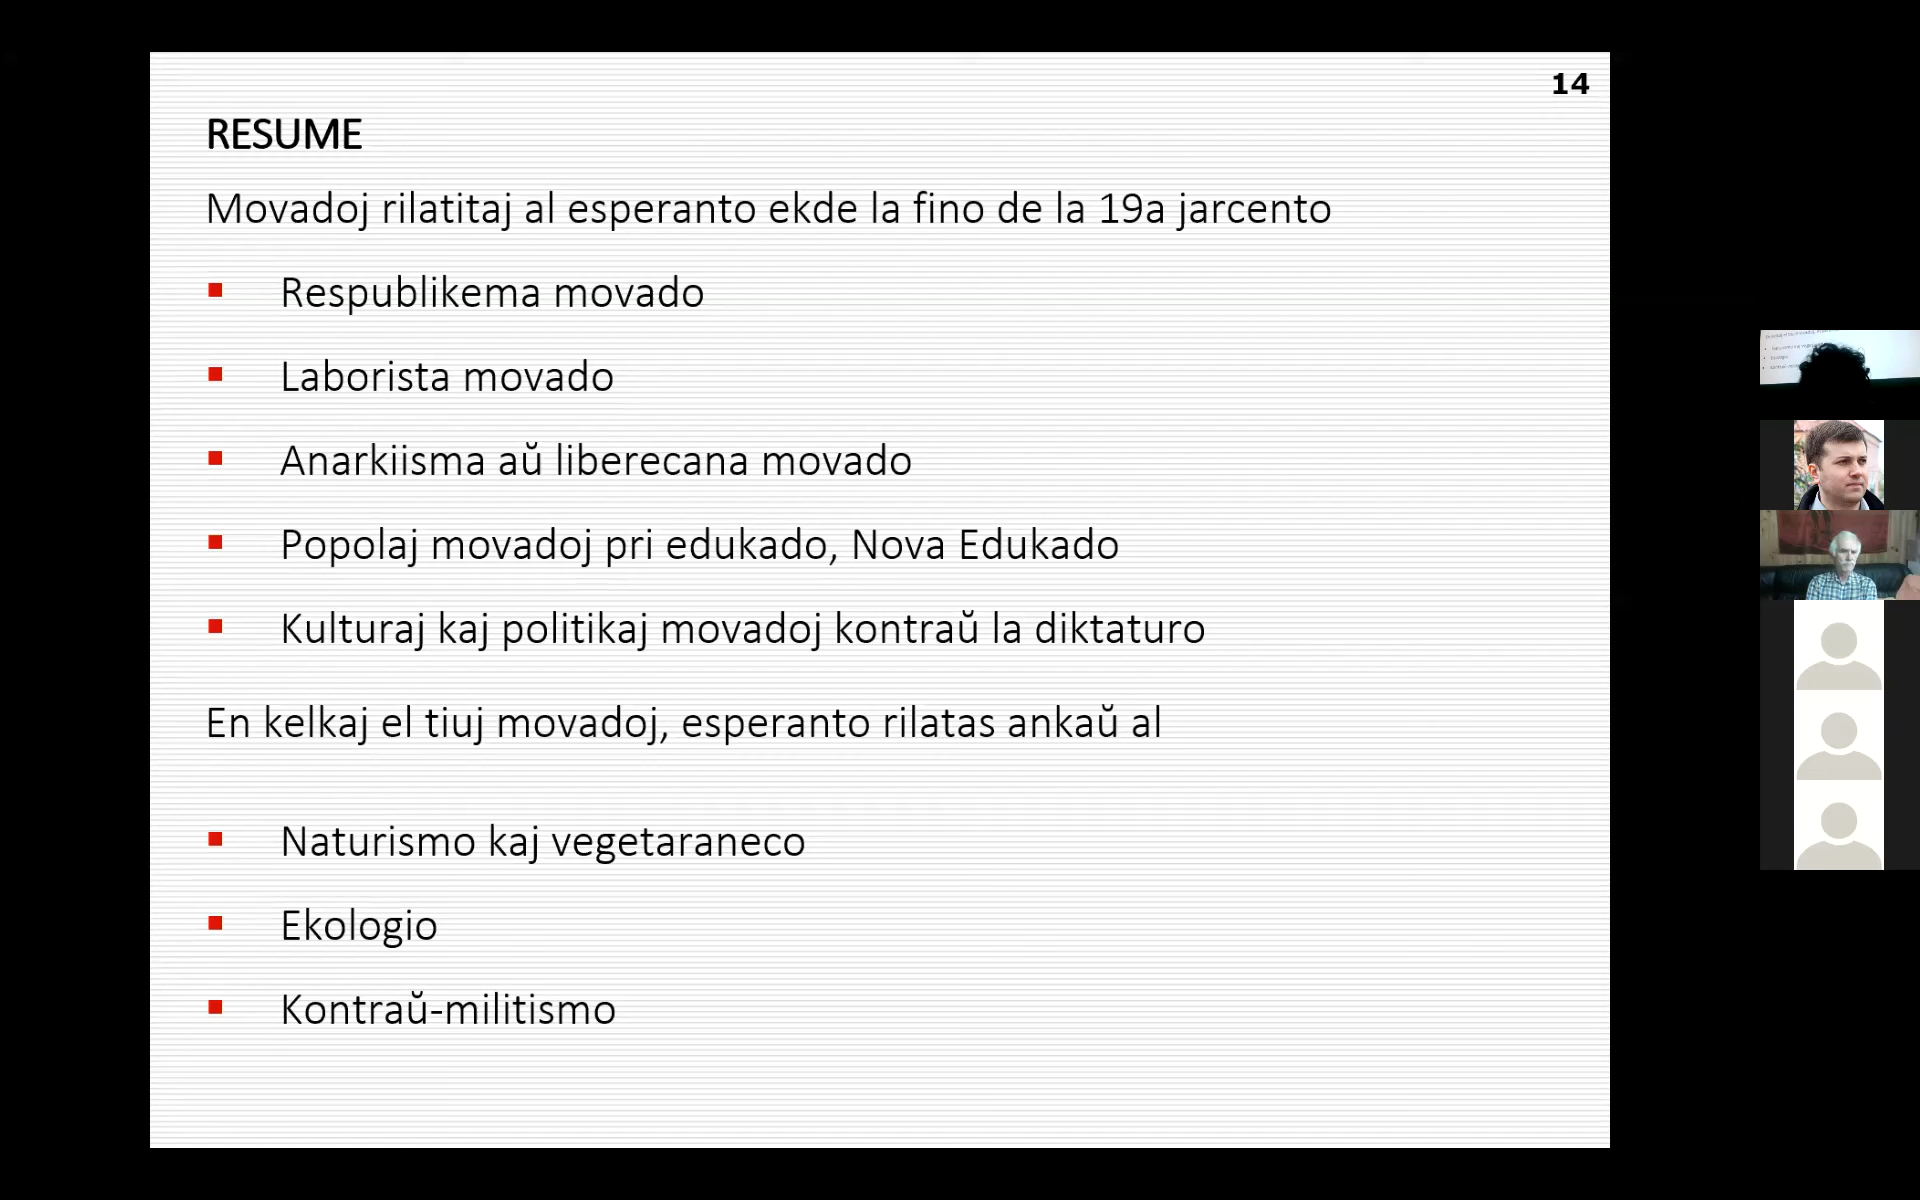 14
RESUME
Movadoj rilatitaj al esperanto ekde la fino de la 19a jarcento
▪ Respublikema movado
▪ Laborista movado
▪ Anarkiisma aŭ liberecana movado
▪ Popolaj movadoj pri edukado, Nova Edukado
▪ Kulturaj kaj politikaj movadoj kontraŭ la diktaturo
En kelkaj el tiuj movadoj, esperanto rilatas ankaŭ al
▪ Naturismo kaj vegetaraneco
▪ Ekologio
▪ Kontraŭ-militismo